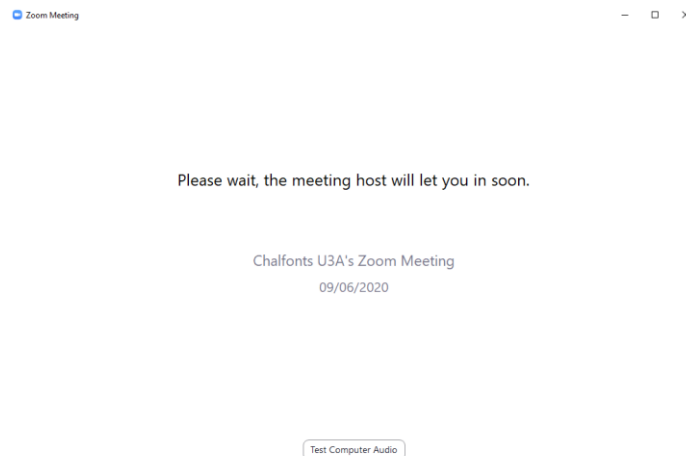 Zoom Meeting
Please wait, the meeting host will let you in soon.
Chalfonts U3A's Zoom Meeting
09/06/2020
Test Computer Audio